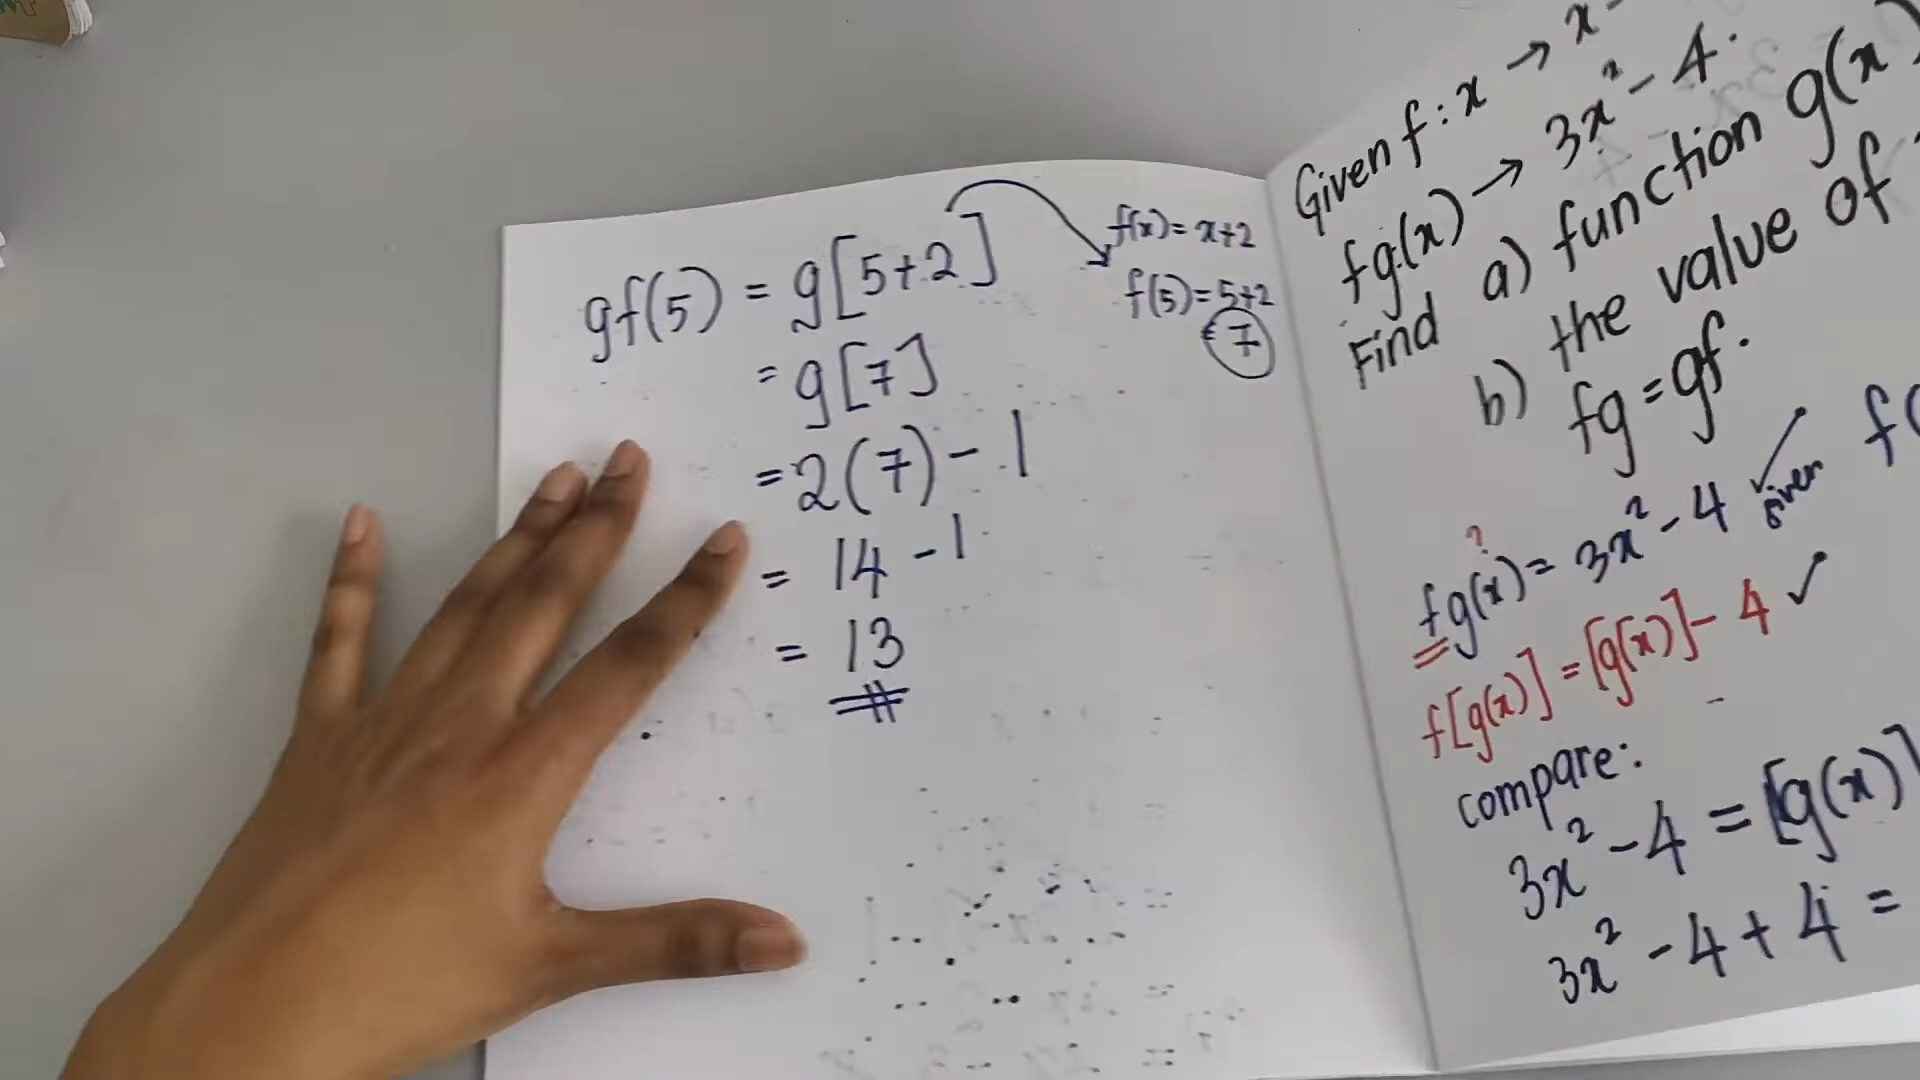 gf(5) = g[5+2]
= g[7]
= 2(7) - 1
= 14 - 1
= 13
f(x) = x+2
f(5) = 5+2
= 7
Given f : x → x -
fg(x) → 3x² - 4.
Find a) function g(x)
b) the value of
fg = gf.
?
fg(x) = 3x² - 4 given
f[g(x)] = [g(x)] - 4
compare:
3x² - 4 = [g(x)]
3x² - 4 + 4 =